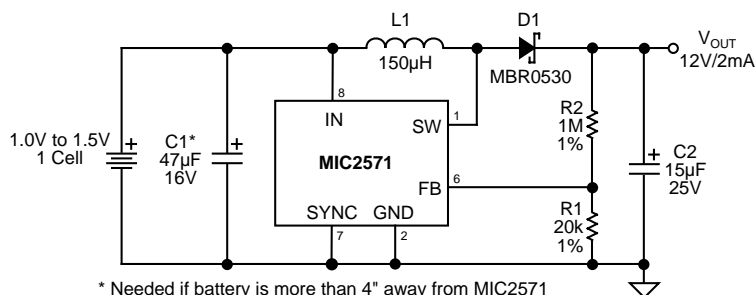 L1
150µH
D1
MBR0530
V_OUT
12V/2mA
8
IN
SW
1
R2
1M
1%
1.0V to 1.5V
1 Cell
C1*
47µF
16V
MIC2571
C2
15µF
25V
FB
6
R1
20k
1%
SYNC
GND
7
2
* Needed if battery is more than 4" away from MIC2571